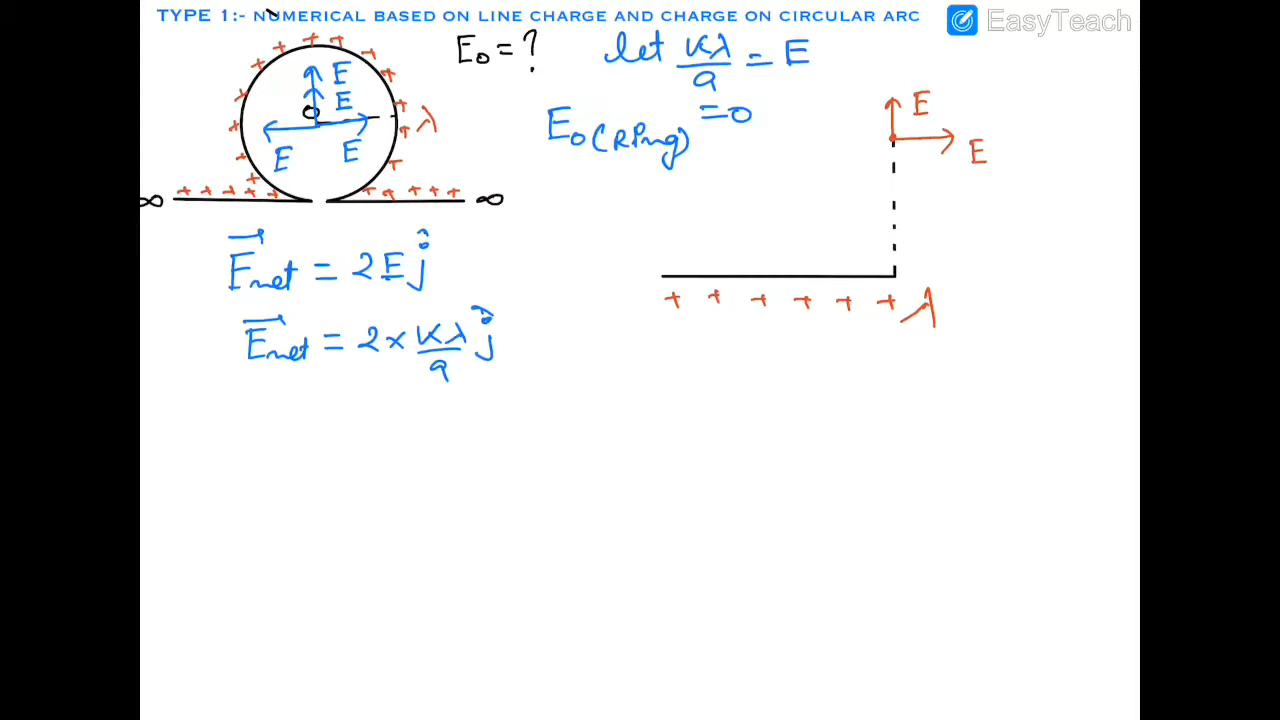 TYPE 1:- NUMERICAL BASED ON LINE CHARGE AND CHARGE ON CIRCULAR ARC
EasyTeach
E₀ = ?
let Kλ/a = E
E₀(Ring) = 0
+ + + + + + + + + + + + + + + λ
E
E
O
E E
∞ + + + + + + + + + + ∞
E
E
+ + + + + + λ
E⃗net = 2E ĵ
E⃗net = 2 × Kλ/a ĵ